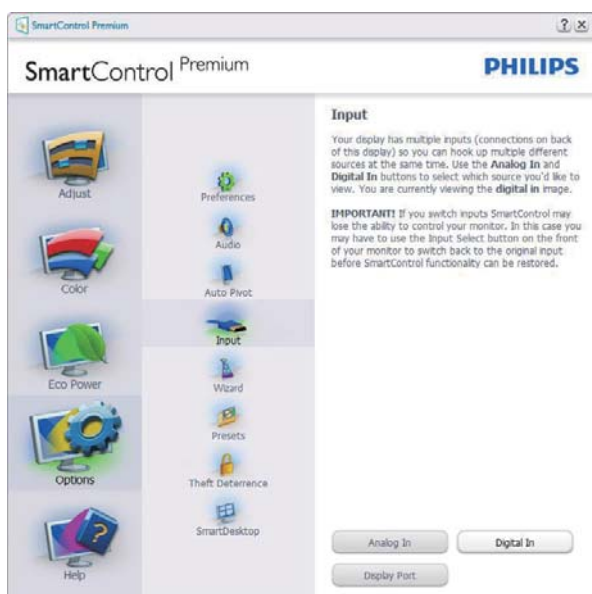 SmartControl Premium
SmartControl Premium
PHILIPS
Adjust
Color
Eco Power
Options
Help
Preferences
Audio
Auto Pivot
Input
Wizard
Presets
Theft Deterrence
SmartDesktop
Input
Your display has multiple inputs (connections on back
of this display) so you can hook up multiple different
sources at the same time. Use the Analog In and
Digital In buttons to select which source you'd like to
view. You are currently viewing the digital in image.
IMPORTANT! If you switch inputs SmartControl may
lose the ability to control your monitor. In this case you
may have to use the Input Select button on the front
of your monitor to switch back to the original input
before SmartControl functionality can be restored.
Analog In
Digital In
Display Port